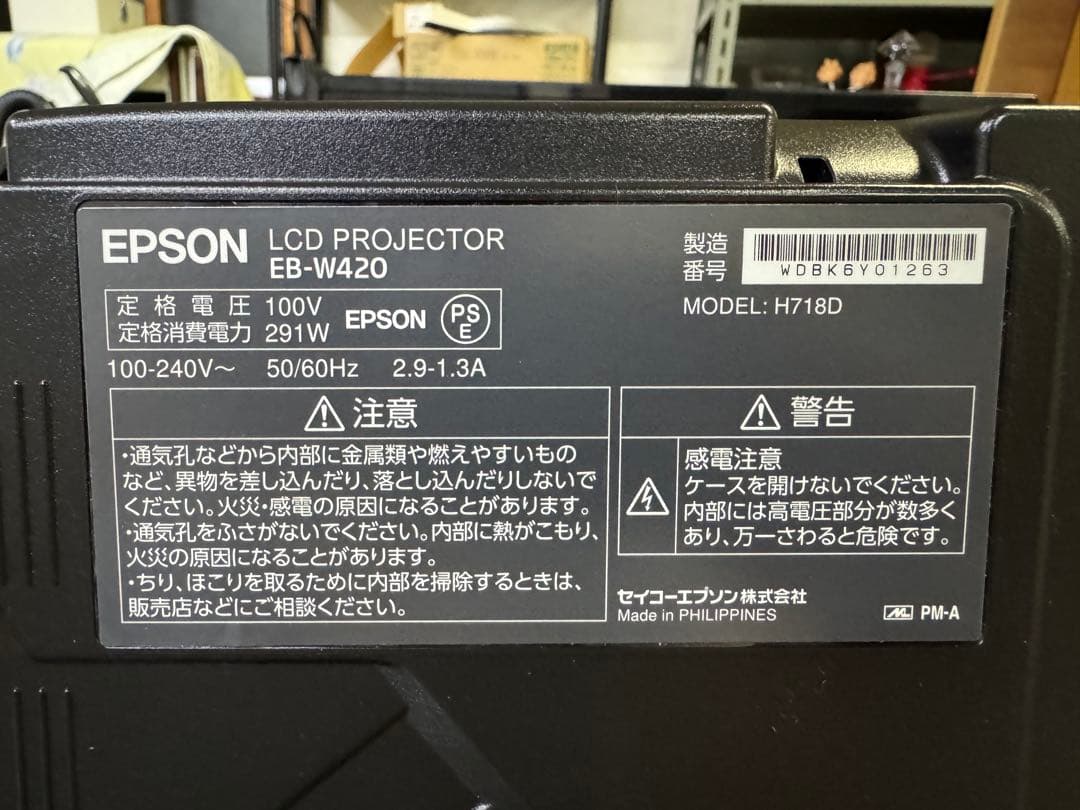 EPSON LCD PROJECTOR
EB-W420
製造
番号
WDBK6Y01263
MODEL: H718D
定格電圧 100V
定格消費電力 291W
EPSON
PS
E
100-240V～ 50/60Hz 2.9-1.3A
注意
・通気孔などから内部に金属類や燃えやすいもの
など、異物を差し込んだり、落とし込んだりしないで
ください。火災・感電の原因になることがあります。
・通気孔をふさがないでください。内部に熱がこもり、
火災の原因になることがあります。
・ちり、ほこりを取るために内部を掃除するときは、
販売店などにご相談ください。
警告
感電注意
ケースを開けないでください。
内部には高電圧部分が数多く
あり、万一さわると危険です。
セイコーエプソン株式会社
Made in PHILIPPINES
PM-A